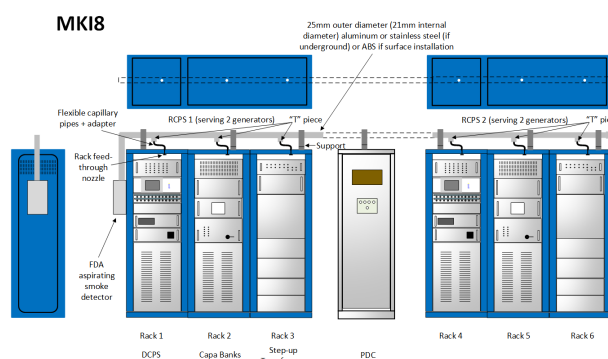 MKI8
25mm outer diameter (21mm internal
diameter) aluminum or stainless steel (if
underground) or ABS if surface installation
Flexible capillary
pipes + adapter
RCPS 1 (serving 2 generators)
"T" piece
RCPS 2 (serving 2 generators)
"T" pie
Support
Rack feed-
through
nozzle
FDA
aspirating
smoke
detector
Rack 1
Rack 2
Rack 3
Rack 4
Rack 5
Rack 6
DCPS
Capa Banks
Step-up
PDC